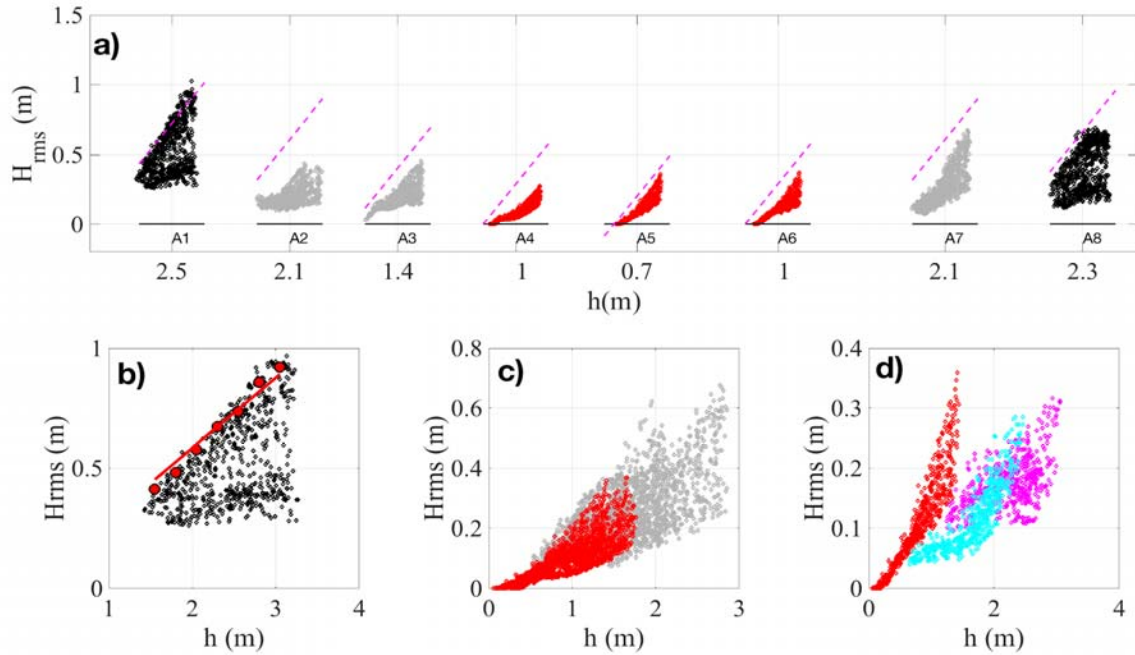 1.5
a)
1
H_rms (m)
0.5
0
A1 A2 A3 A4 A5 A6 A7 A8
2.5 2.1 1.4 1 0.7 1 2.1 2.3
h(m)
b)
1
0.5
0
Hrms (m)
1 2 3 4
h (m)
c)
0.8
0.6
0.4
0.2
0
Hrms (m)
0 1 2 3
h (m)
d)
0.4
0.3
0.2
0.1
0
Hrms (m)
0 2 4
h (m)